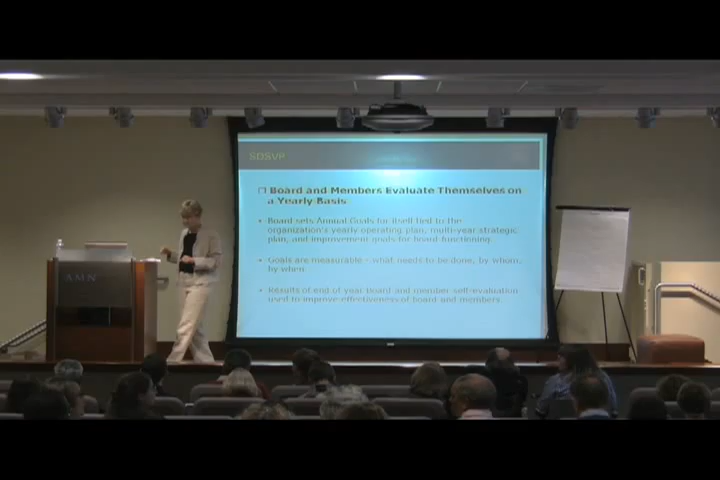 SDSVP
❒ Board and Members Evaluate Themselves on
a Yearly Basis
• Board sets Annual Goals for itself tied to the
organization's yearly operating plan, multi-year strategic
plan, and improvement goals for board functioning.
• Goals are measurable - what needs to be done, by whom,
by when
• Results of end of year board and member self-evaluation
used to improve effectiveness of board and members.
AMN